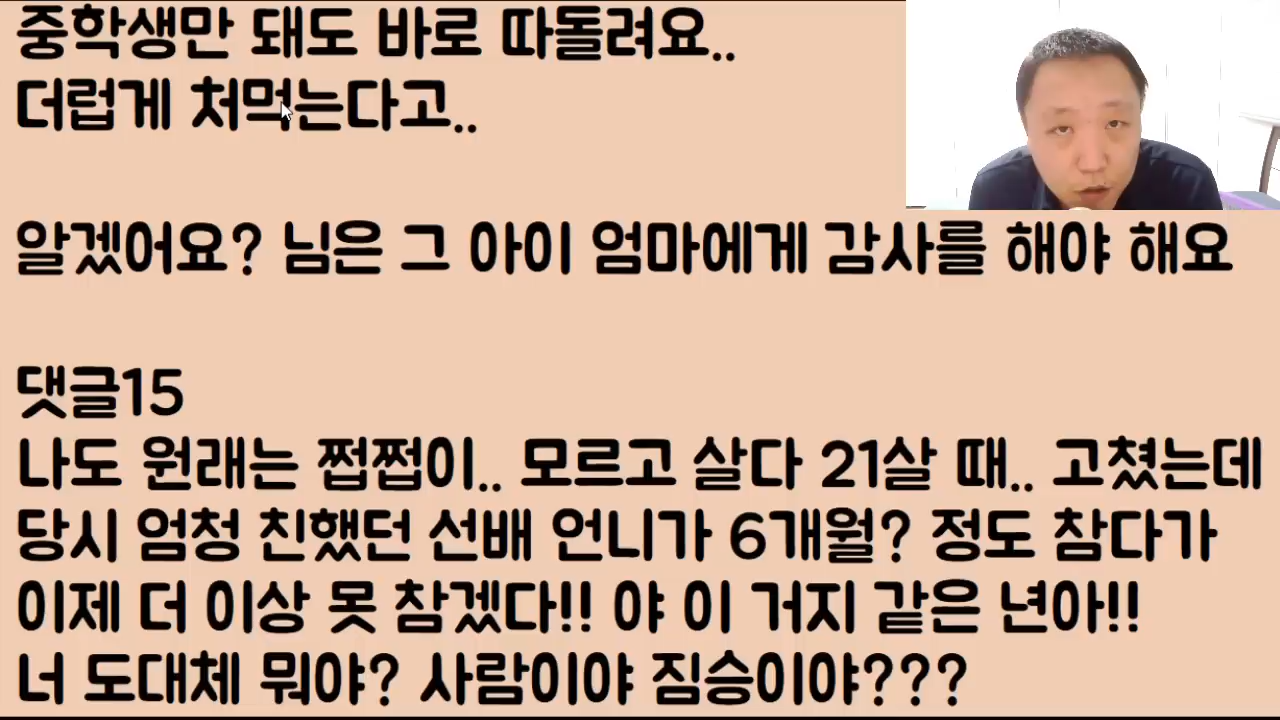 중학생만 돼도 바로 따돌려요..
더럽게 처먹는다고..
알겠어요? 님은 그 아이 엄마에게 감사를 해야 해요
댓글15
나도 원래는 쩝쩝이.. 모르고 살다 21살 때.. 고쳤는데
당시 엄청 친했던 선배 언니가 6개월? 정도 참다가
이제 더 이상 못 참겠다!! 야 이 거지 같은 년아!!
너 도대체 뭐야? 사람이야 짐승이야???